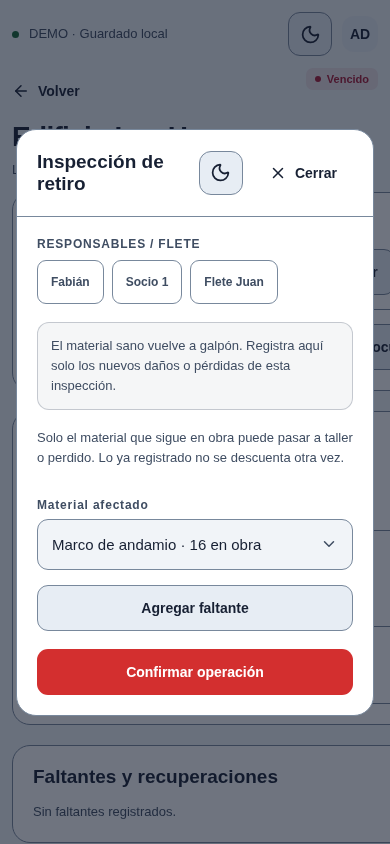 DEMO · Guardado local
AD
Vencido
Volver
Inspección de
retiro
Cerrar
RESPONSABLES / FLETE
Fabián
Socio 1
Flete Juan
El material sano vuelve a galpón. Registra aquí
solo los nuevos daños o pérdidas de esta
inspección.
Solo el material que sigue en obra puede pasar a taller
o perdido. Lo ya registrado no se descuenta otra vez.
Material afectado
Marco de andamio · 16 en obra
Agregar faltante
Confirmar operación
Faltantes y recuperaciones
Sin faltantes registrados.